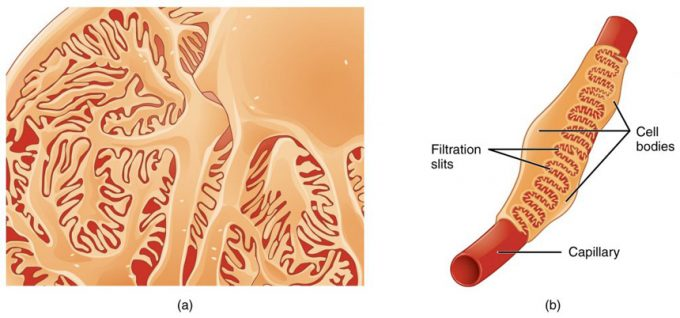 Cell
bodies
Filtration
slits
Capillary
(a)
(b)